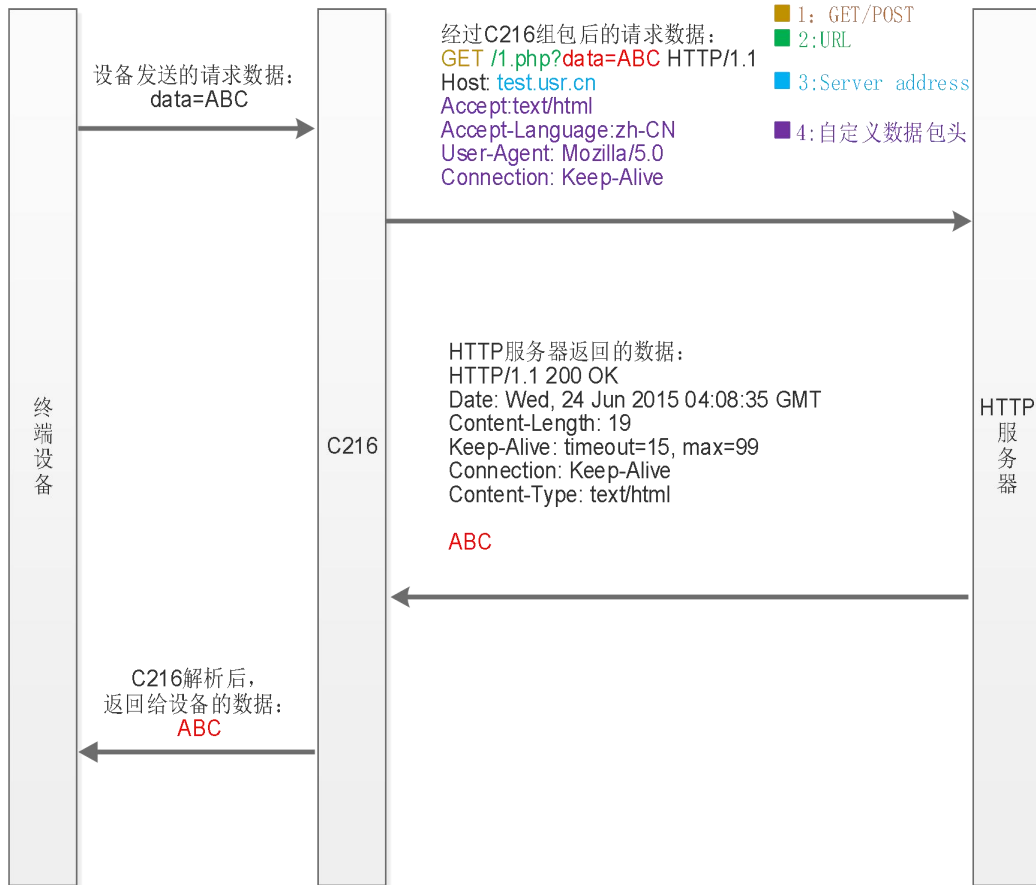 设备发送的请求数据：
data=ABC
经过C216组包后的请求数据：
GET /1.php?data=ABC HTTP/1.1
Host: test.usr.cn
Accept:text/html
Accept-Language:zh-CN
User-Agent: Mozilla/5.0
Connection: Keep-Alive
1: GET/POST
2:URL
3:Server address
4:自定义数据包头
HTTP服务器返回的数据：
HTTP/1.1 200 OK
Date: Wed, 24 Jun 2015 04:08:35 GMT
Content-Length: 19
Keep-Alive: timeout=15, max=99
Connection: Keep-Alive
Content-Type: text/html
ABC
终端设备
C216
HTTP
服务器
C216解析后，
返回给设备的数据：
ABC